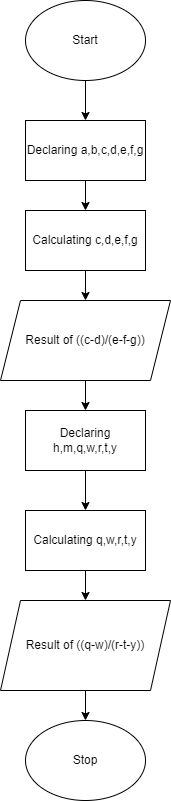 Start
Declaring a,b,c,d,e,f,g
Calculating c,d,e,f,g
Result of ((c-d)/(e-f-g))
Declaring
h,m,q,w,r,t,y
Calculating q,w,r,t,y
Result of ((q-w)/(r-t-y))
Stop